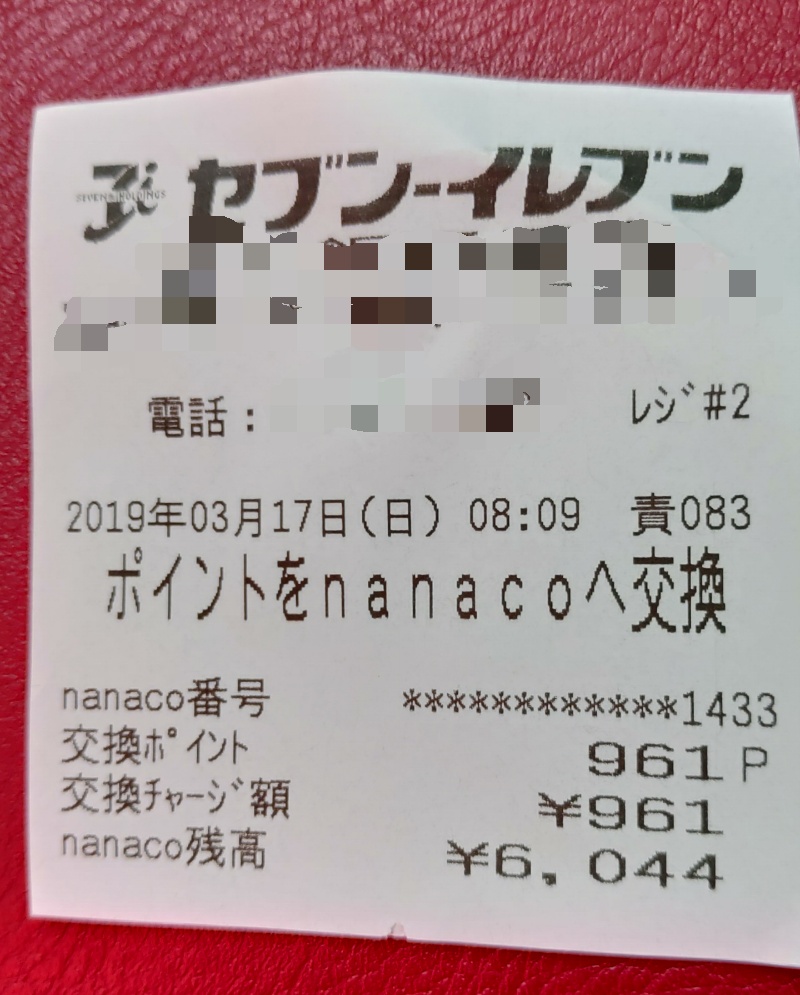 SEVEN&i HOLDINGS
セブン-イレブン
電話:
レジ#2
2019年03月17日(日) 08:09 責083
ポイントをnanacoへ交換
nanaco番号 ************1433
交換ポイント 961P
交換チャージ額 ¥961
nanaco残高 ¥6,044